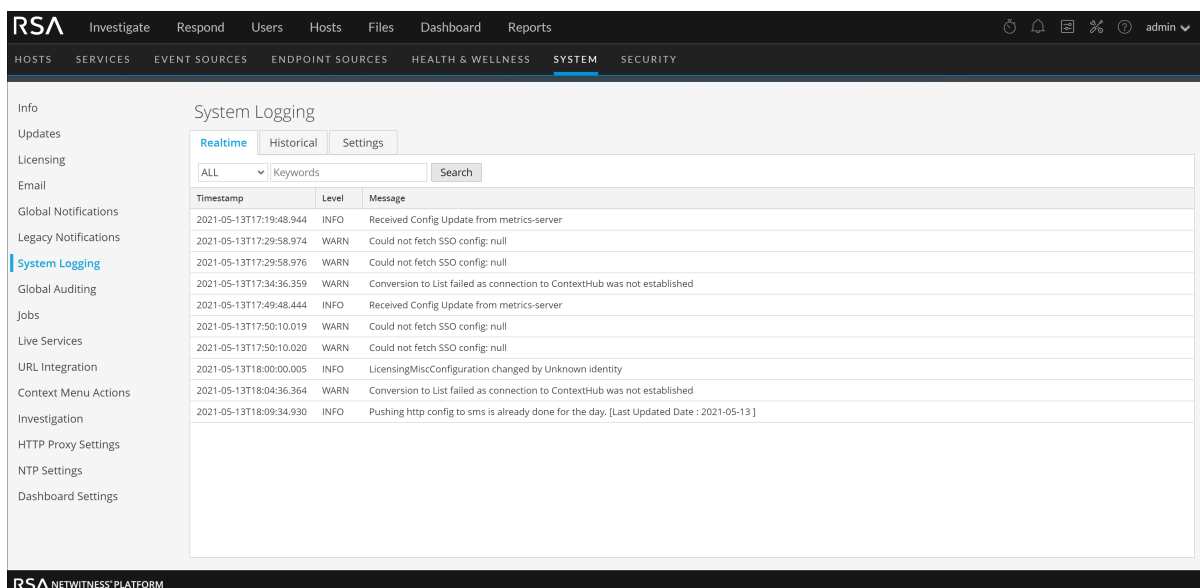 RSA Investigate Respond Users Hosts Files Dashboard Reports admin
HOSTS SERVICES EVENT SOURCES ENDPOINT SOURCES HEALTH & WELLNESS SYSTEM SECURITY
Info
Updates
Licensing
Email
Global Notifications
Legacy Notifications
System Logging
Global Auditing
Jobs
Live Services
URL Integration
Context Menu Actions
Investigation
HTTP Proxy Settings
NTP Settings
Dashboard Settings
System Logging
Realtime Historical Settings
ALL Keywords Search
Timestamp Level Message
2021-05-13T17:19:48.944 INFO Received Config Update from metrics-server
2021-05-13T17:29:58.974 WARN Could not fetch SSO config: null
2021-05-13T17:29:58.976 WARN Could not fetch SSO config: null
2021-05-13T17:34:36.359 WARN Conversion to List failed as connection to ContextHub was not established
2021-05-13T17:49:48.444 INFO Received Config Update from metrics-server
2021-05-13T17:50:10.019 WARN Could not fetch SSO config: null
2021-05-13T17:50:10.020 WARN Could not fetch SSO config: null
2021-05-13T18:00:00.005 INFO LicensingMiscConfiguration changed by Unknown identity
2021-05-13T18:04:36.364 WARN Conversion to List failed as connection to ContextHub was not established
2021-05-13T18:09:34.930 INFO Pushing http config to sms is already done for the day. [Last Updated Date : 2021-05-13 ]
RSA NETWITNESS® PLATFORM